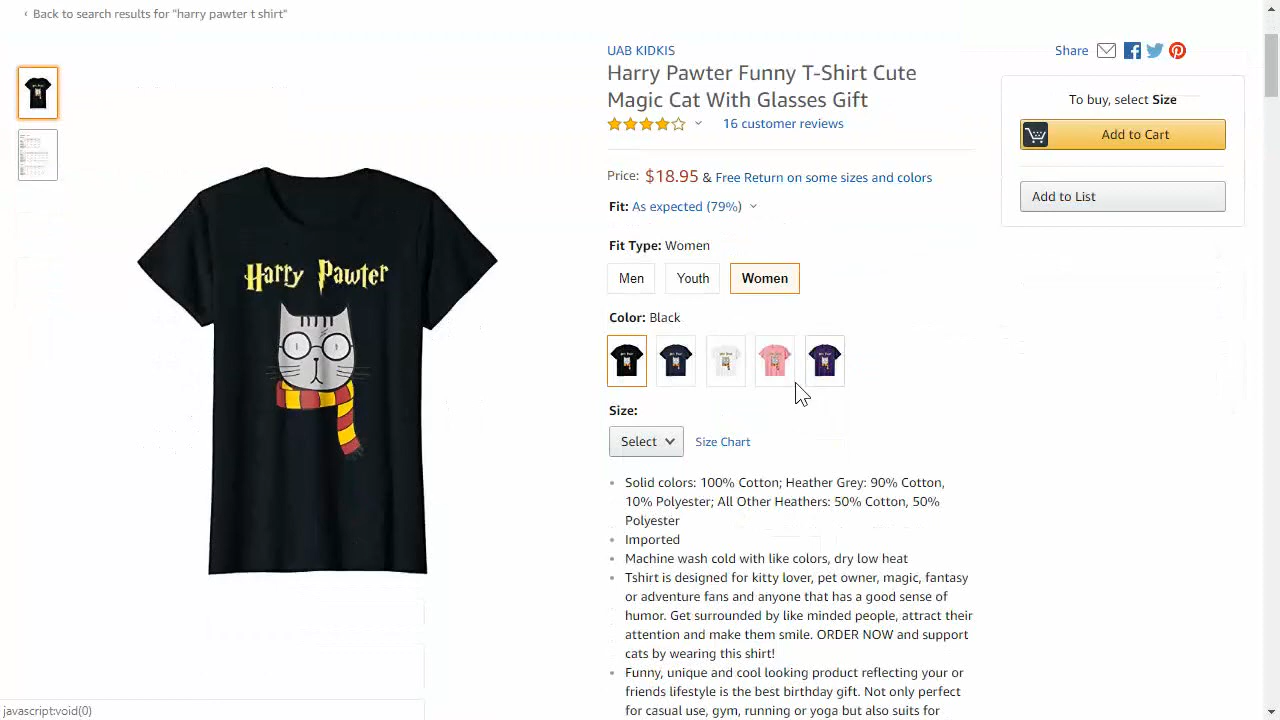 ‹ Back to search results for "harry pawter t shirt"
UAB KIDKIS
Harry Pawter Funny T-Shirt Cute
Magic Cat With Glasses Gift
16 customer reviews
Price: $18.95 & Free Return on some sizes and colors
Fit: As expected (79%)
Fit Type: Women
Men Youth Women
Color: Black
Size:
Select Size Chart
• Solid colors: 100% Cotton; Heather Grey: 90% Cotton,
10% Polyester; All Other Heathers: 50% Cotton, 50%
Polyester
• Imported
• Machine wash cold with like colors, dry low heat
• Tshirt is designed for kitty lover, pet owner, magic, fantasy
or adventure fans and anyone that has a good sense of
humor. Get surrounded by like minded people, attract their
attention and make them smile. ORDER NOW and support
cats by wearing this shirt!
• Funny, unique and cool looking product reflecting your or
friends lifestyle is the best birthday gift. Not only perfect
for casual use, gym, running or yoga but also suits for
Share
To buy, select Size
Add to Cart
Add to List
Harry Pawter
javascript:void(0)